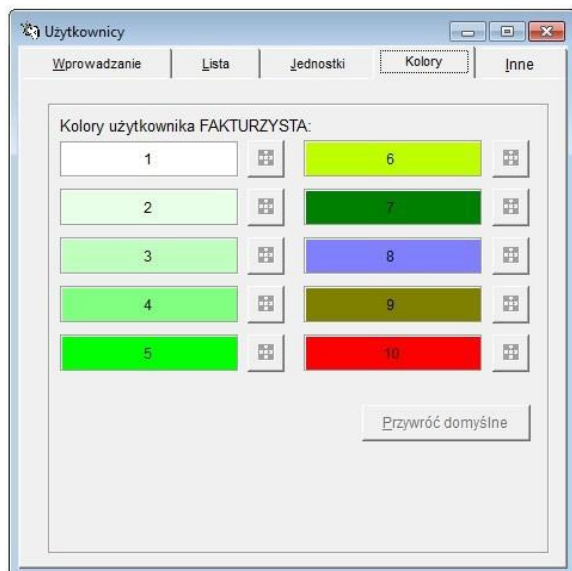 Użytkownicy
Wprowadzanie Lista Jednostki Kolory Inne
Kolory użytkownika FAKTURZYSTA:
1 6
2 7
3 8
4 9
5 10
Przywróć domyślne